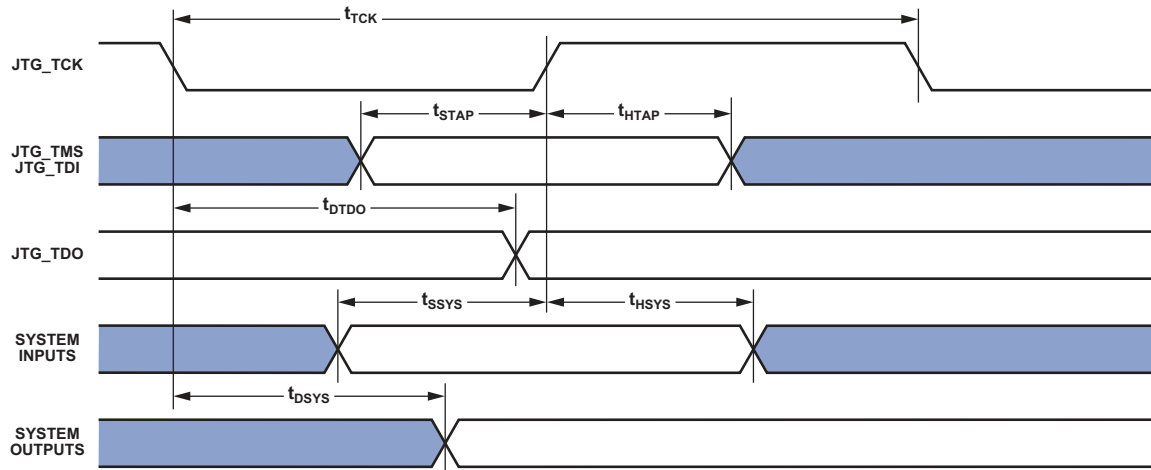 tTCK
JTG_TCK
tSTAP
tHTAP
JTG_TMS
JTG_TDI
tDTDO
JTG_TDO
tSSYS
tHSYS
SYSTEM
INPUTS
tDSYS
SYSTEM
OUTPUTS